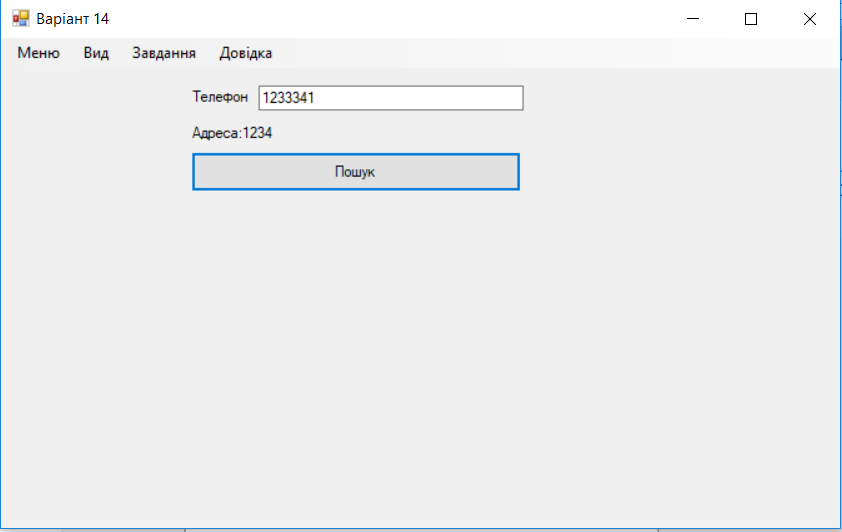 Варіант 14
Меню Вид Завдання Довідка
Телефон 1233341
Адреса:1234
Пошук